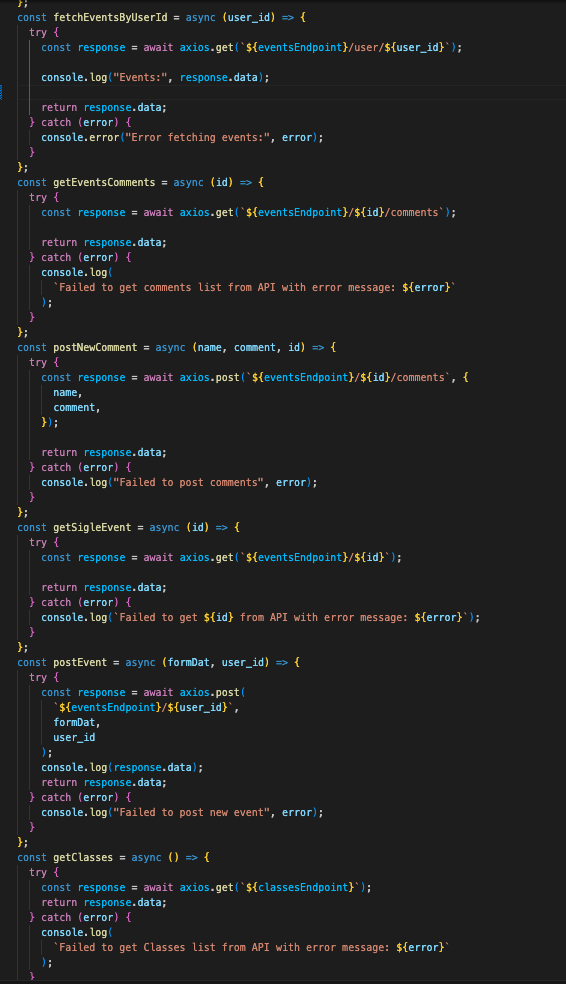 };
const fetchEventsByUserId = async (user_id) => {
  try {
    const response = await axios.get(`${eventsEndpoint}/user/${user_id}`);

    console.log("Events:", response.data);

    return response.data;
  } catch (error) {
    console.error("Error fetching events:", error);
  }
};
const getEventsComments = async (id) => {
  try {
    const response = await axios.get(`${eventsEndpoint}/${id}/comments`);

    return response.data;
  } catch (error) {
    console.log(
      `Failed to get comments list from API with error message: ${error}`
    );
  }
};
const postNewComment = async (name, comment, id) => {
  try {
    const response = await axios.post(`${eventsEndpoint}/${id}/comments`, {
      name,
      comment,
    });

    return response.data;
  } catch (error) {
    console.log("Failed to post comments", error);
  }
};
const getSigleEvent = async (id) => {
  try {
    const response = await axios.get(`${eventsEndpoint}/${id}`);

    return response.data;
  } catch (error) {
    console.log(`Failed to get ${id} from API with error message: ${error}`);
  }
};
const postEvent = async (formDat, user_id) => {
  try {
    const response = await axios.post(
      `${eventsEndpoint}/${user_id}`,
      formDat,
      user_id
    );
    console.log(response.data);
    return response.data;
  } catch (error) {
    console.log("Failed to post new event", error);
  }
};
const getClasses = async () => {
  try {
    const response = await axios.get(`${classesEndpoint}`);
    return response.data;
  } catch (error) {
    console.log(
      `Failed to get Classes list from API with error message: ${error}`
    );
  }